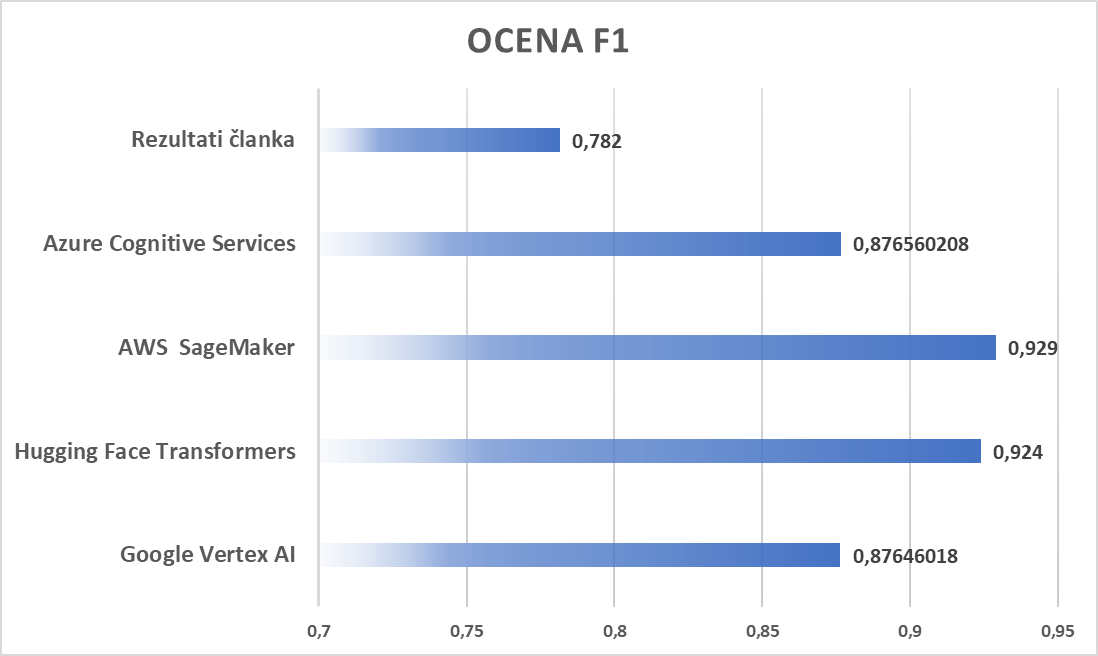 OCENA F1
Rezultati članka
0,782
Azure Cognitive Services
0,876560208
AWS  SageMaker
0,929
Hugging Face Transformers
0,924
Google Vertex AI
0,87646018
0,7
0,75
0,8
0,85
0,9
0,95